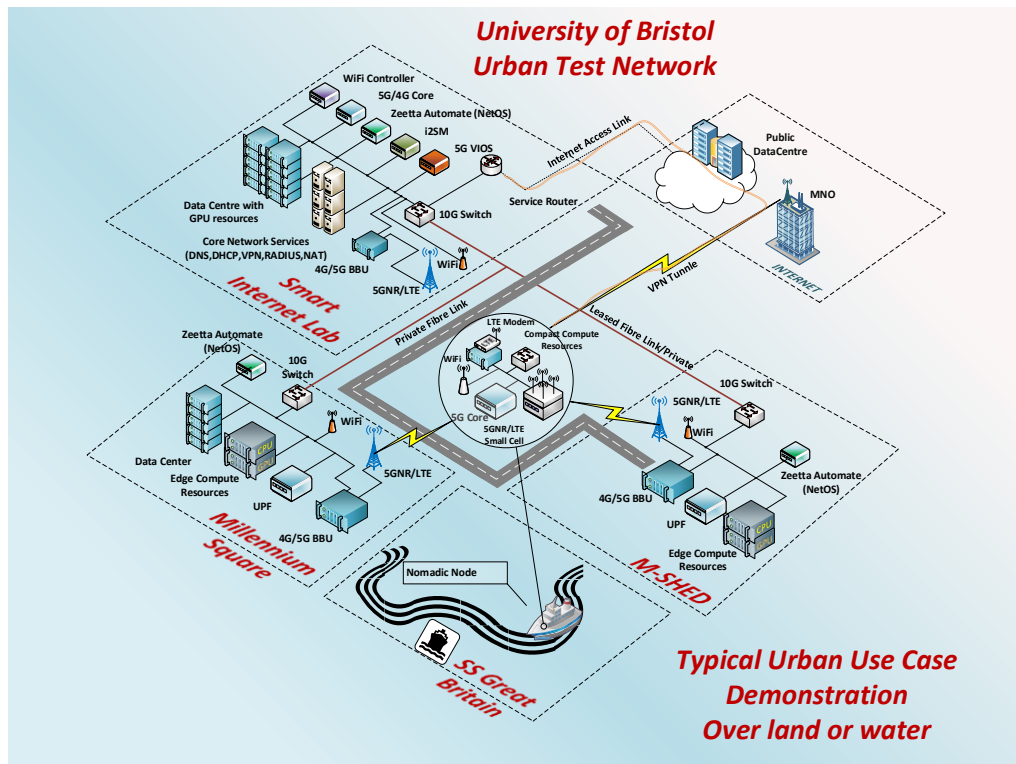 University of Bristol
Urban Test Network
WiFi Controller
5G/4G Core
Zeetta Automate (NetOS)
i2SM
5G VIOS
Internet Access Link
Public
DataCentre
MNO
Data Centre with
GPU resources
10G Switch
Service Router
Core Network Services
(DNS,DHCP,VPN,RADIUS,NAT)
4G/5G BBU
WiFi
5GNR/LTE
INTERNET
VPN Tunnle
Smart
Internet Lab
Private Fibre Link
Leased Fibre Link/Private
LTE Modem
LTE
Compact Compute
Resources
WiFi
5G Core
5GNR/LTE
Small Cell
Zeetta Automate
(NetOS)
10G
Switch
WiFi
5GNR/LTE
Data Center
Edge Compute
Resources
CPU
GPU
UPF
4G/5G BBU
Millennium
Square
10G Switch
5GNR/LTE
WiFi
Zeetta Automate
(NetOS)
4G/5G BBU
UPF
CPU
GPU
Edge Compute
Resources
M-SHED
Nomadic Node
SS Great
Britain
Typical Urban Use Case
Demonstration
Over land or water